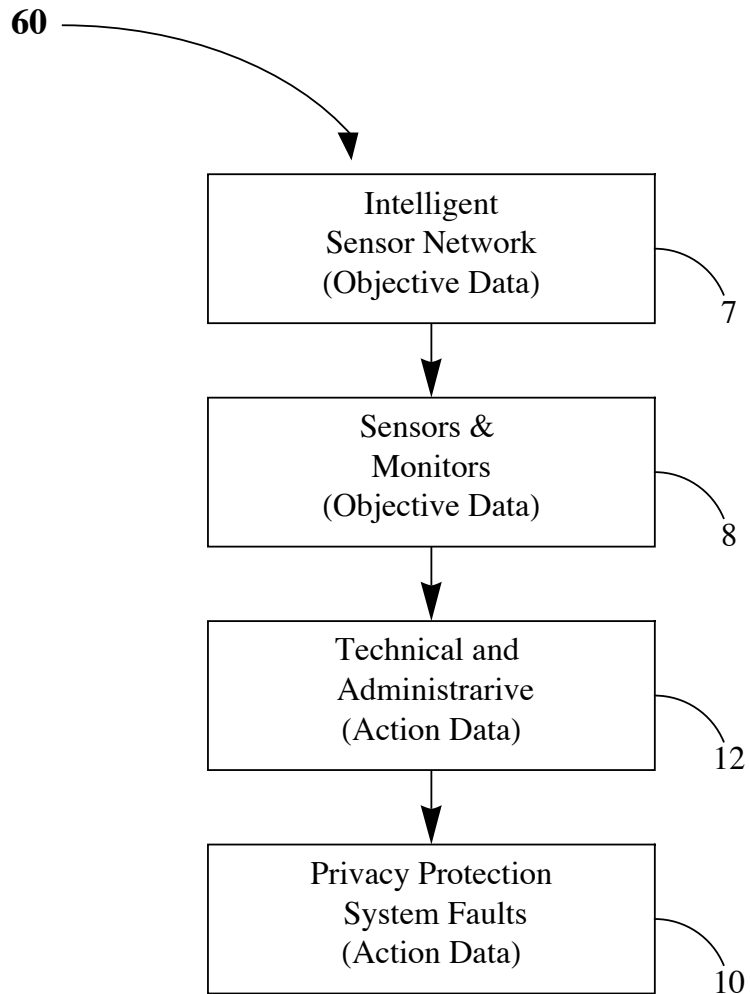 60
Intelligent
Sensor Network
(Objective Data)
7
Sensors &
Monitors
(Objective Data)
8
Technical and
Administrarive
(Action Data)
12
Privacy Protection
System Faults
(Action Data)
10